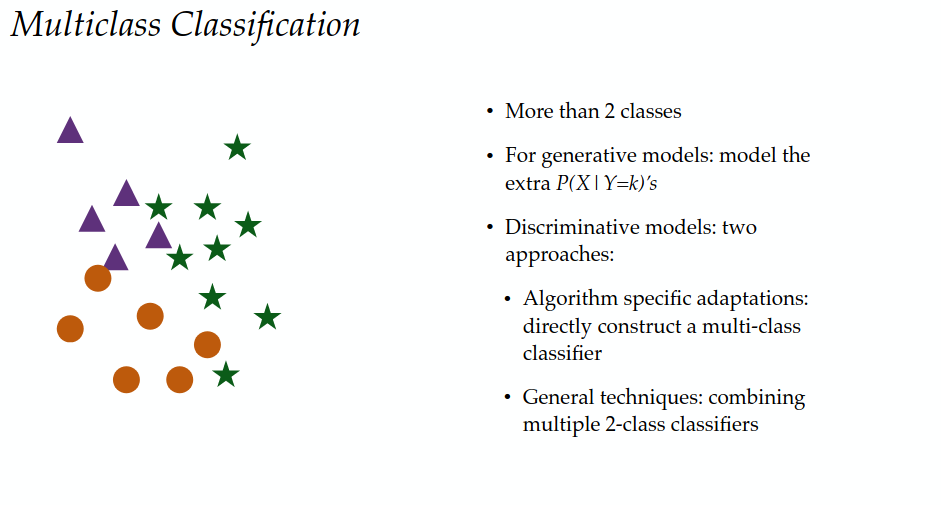 Multiclass Classification
• More than 2 classes
• For generative models: model the
extra P(X|Y=k)'s
• Discriminative models: two
approaches:
• Algorithm specific adaptations:
directly construct a multi-class
classifier
• General techniques: combining
multiple 2-class classifiers